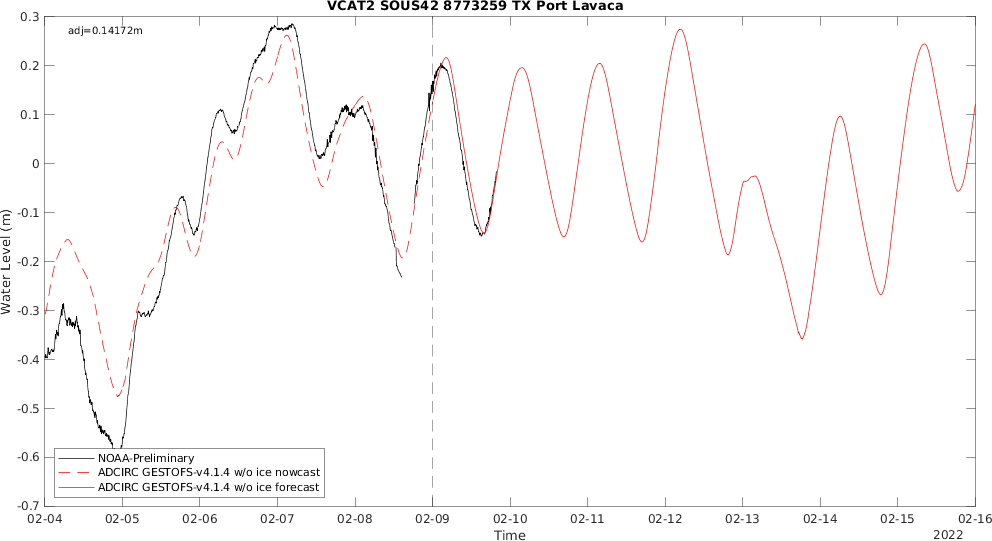 VCAT2 SOUS42 8773259 TX Port Lavaca
adj=0.14172m
0.3
0.2
0.1
0
-0.1
-0.2
-0.3
-0.4
-0.5
-0.6
-0.7
Water Level (m)
NOAA-Preliminary
ADCIRC GESTOFS-v4.1.4 w/o ice nowcast
ADCIRC GESTOFS-v4.1.4 w/o ice forecast
02-04 02-05 02-06 02-07 02-08 02-09 02-10 02-11 02-12 02-13 02-14 02-15 02-16
Time
2022